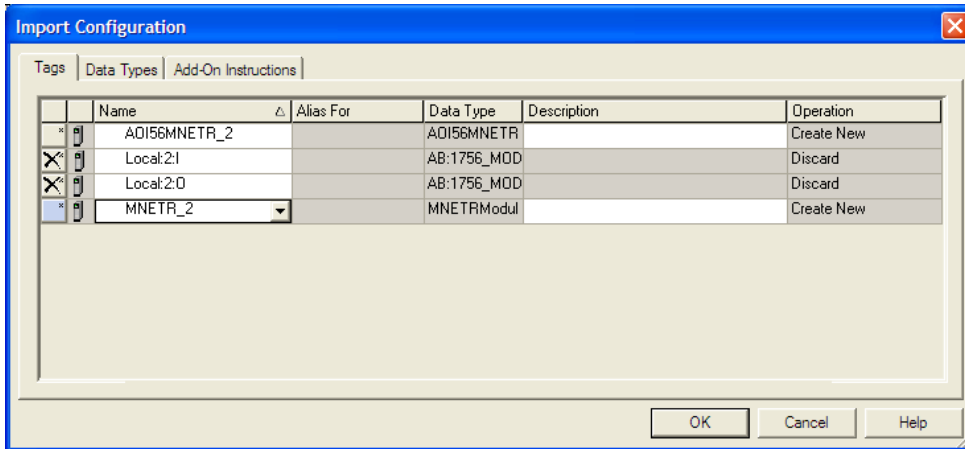 Import Configuration
Tags Data Types Add-On Instructions
Name Alias For Data Type Description Operation
AOI56MNETR_2 AOI56MNETR Create New
Local:2:I AB:1756_MOD Discard
Local:2:O AB:1756_MOD Discard
MNETR_2 MNETRModul Create New
OK Cancel Help